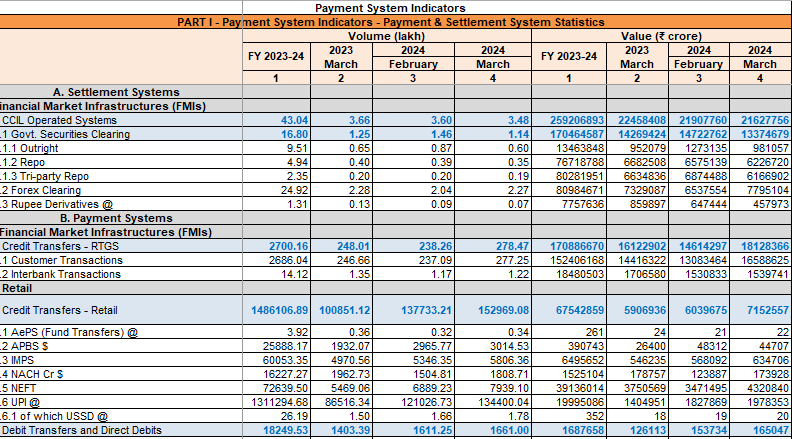 Payment System Indicators
PART I - Payment System Indicators - Payment & Settlement System Statistics
Volume (lakh) Value (₹ crore)
FY 2023-24 2023 March 2024 February 2024 March FY 2023-24 2023 March 2024 February 2024 March
1 2 3 4 1 2 3 4
A. Settlement Systems
inancial Market Infrastructures (FMIs)
CCIL Operated Systems 43.04 3.66 3.60 3.48 259206893 22458408 21907760 21627756
.1 Govt. Securities Clearing 16.80 1.25 1.46 1.14 170464587 14269424 14722762 13374679
.1.1 Outright 9.51 0.65 0.87 0.60 13463848 952079 1273135 981057
.1.2 Repo 4.94 0.40 0.39 0.35 76718788 6682508 6575139 6226720
.1.3 Tri-party Repo 2.35 0.20 0.20 0.19 80281951 6634836 6874488 6166902
.2 Forex Clearing 24.92 2.28 2.04 2.27 80984671 7329087 6537554 7795104
.3 Rupee Derivatives @ 1.31 0.13 0.09 0.07 7757636 859897 647444 457973
B. Payment Systems
Financial Market Infrastructures (FMIs)
Credit Transfers - RTGS 2700.16 248.01 238.26 278.47 170886670 16122902 14614297 18128366
.1 Customer Transactions 2686.04 246.66 237.09 277.25 152406168 14416322 13083464 16588625
.2 Interbank Transactions 14.12 1.35 1.17 1.22 18480503 1706580 1530833 1539741
Retail
Credit Transfers - Retail 1486106.89 100851.12 137733.21 152969.08 67542859 5906936 6039675 7152557
.1 AePS (Fund Transfers) @ 3.92 0.36 0.32 0.34 261 24 21 22
.2 APBS $ 25888.17 1932.07 2965.77 3014.53 390743 26400 48312 44707
.3 IMPS 60053.35 4970.56 5346.35 5806.36 6495652 546235 568092 634706
.4 NACH Cr $ 16227.27 1962.73 1504.81 1808.71 1525104 178757 123887 173928
.5 NEFT 72639.50 5469.06 6889.23 7939.10 39136014 3750569 3471495 4320840
.6 UPI @ 1311294.68 86516.34 121026.73 134400.04 19995086 1404951 1827869 1978353
.6.1 of which USSD @ 26.19 1.50 1.66 1.78 352 18 19 20
Debit Transfers and Direct Debits 18249.53 1403.39 1611.25 1661.00 1687658 126113 153734 165047